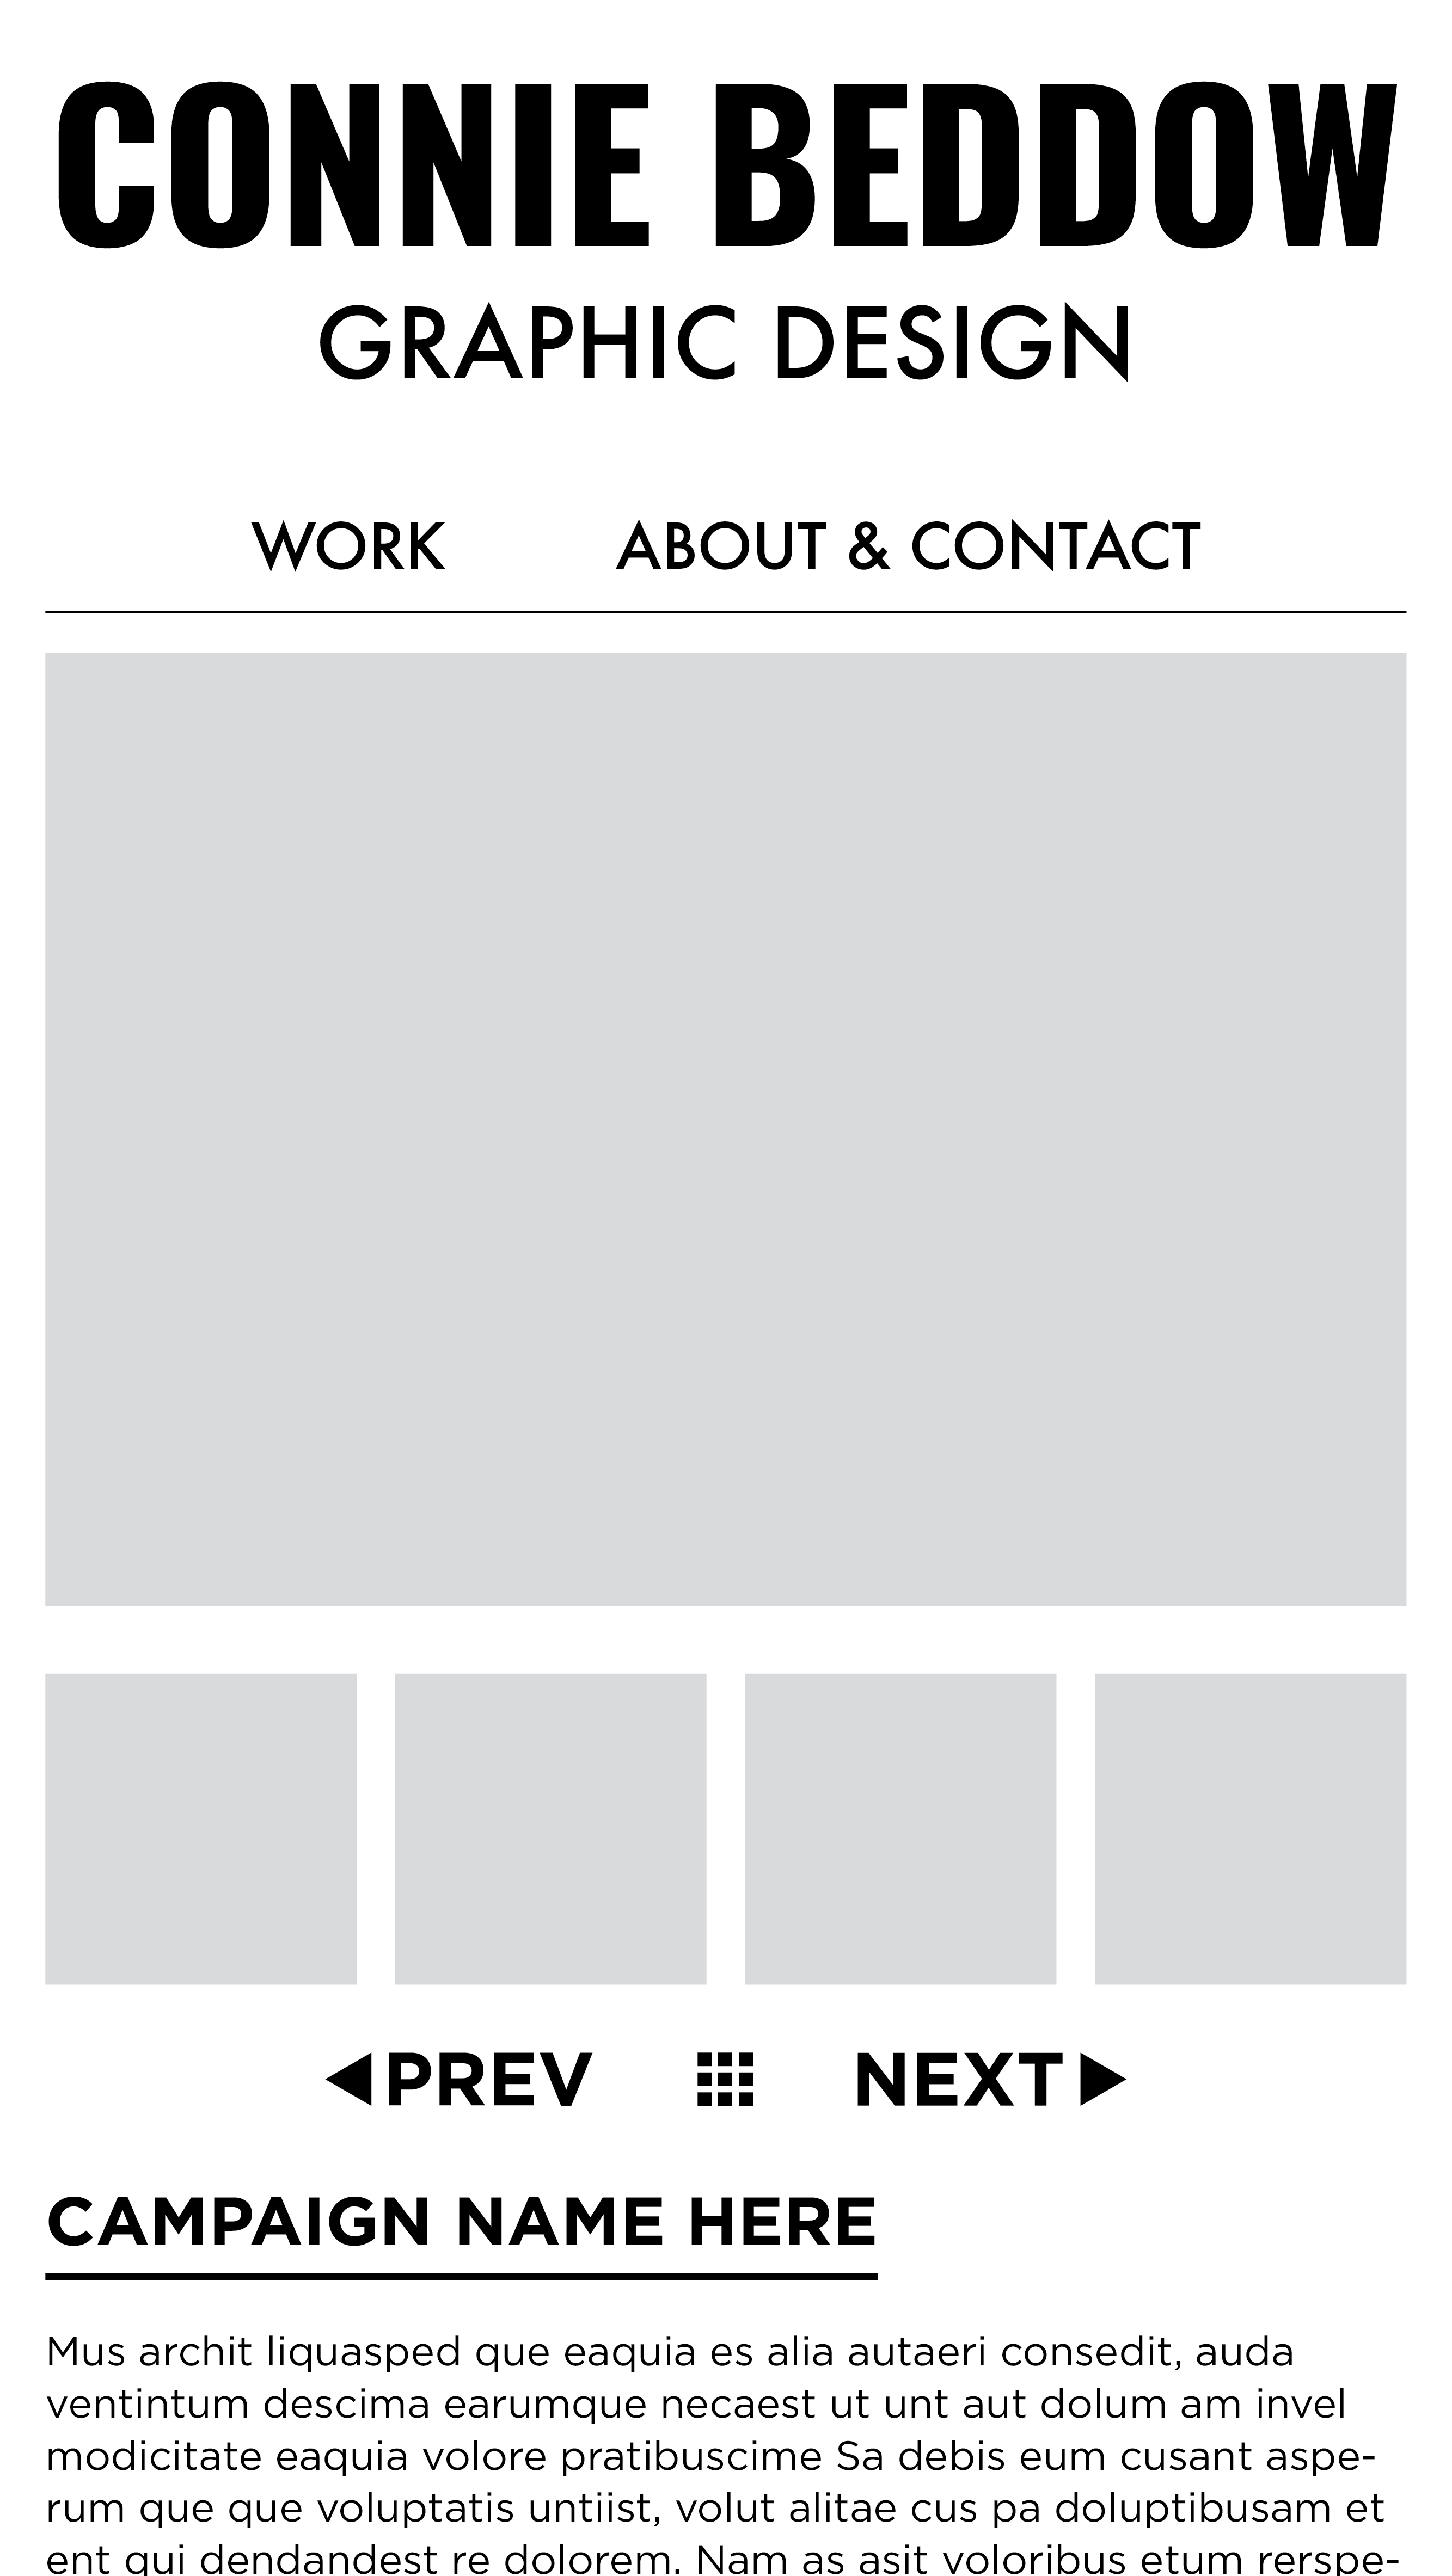 CONNIE BEDDOW
GRAPHIC DESIGN
WORK ABOUT & CONTACT
PREV NEXT
CAMPAIGN NAME HERE
Mus archit liquasped que eaquia es alia autaeri consedit, auda
ventintum descima earumque necaest ut unt aut dolum am invel
modicitate eaquia volore pratibuscime Sa debis eum cusant aspe-
rum que que voluptatis untiist, volut alitae cus pa doluptibusam et
ent qui dendandest re dolorem. Nam as asit voloribus etum rerspe-